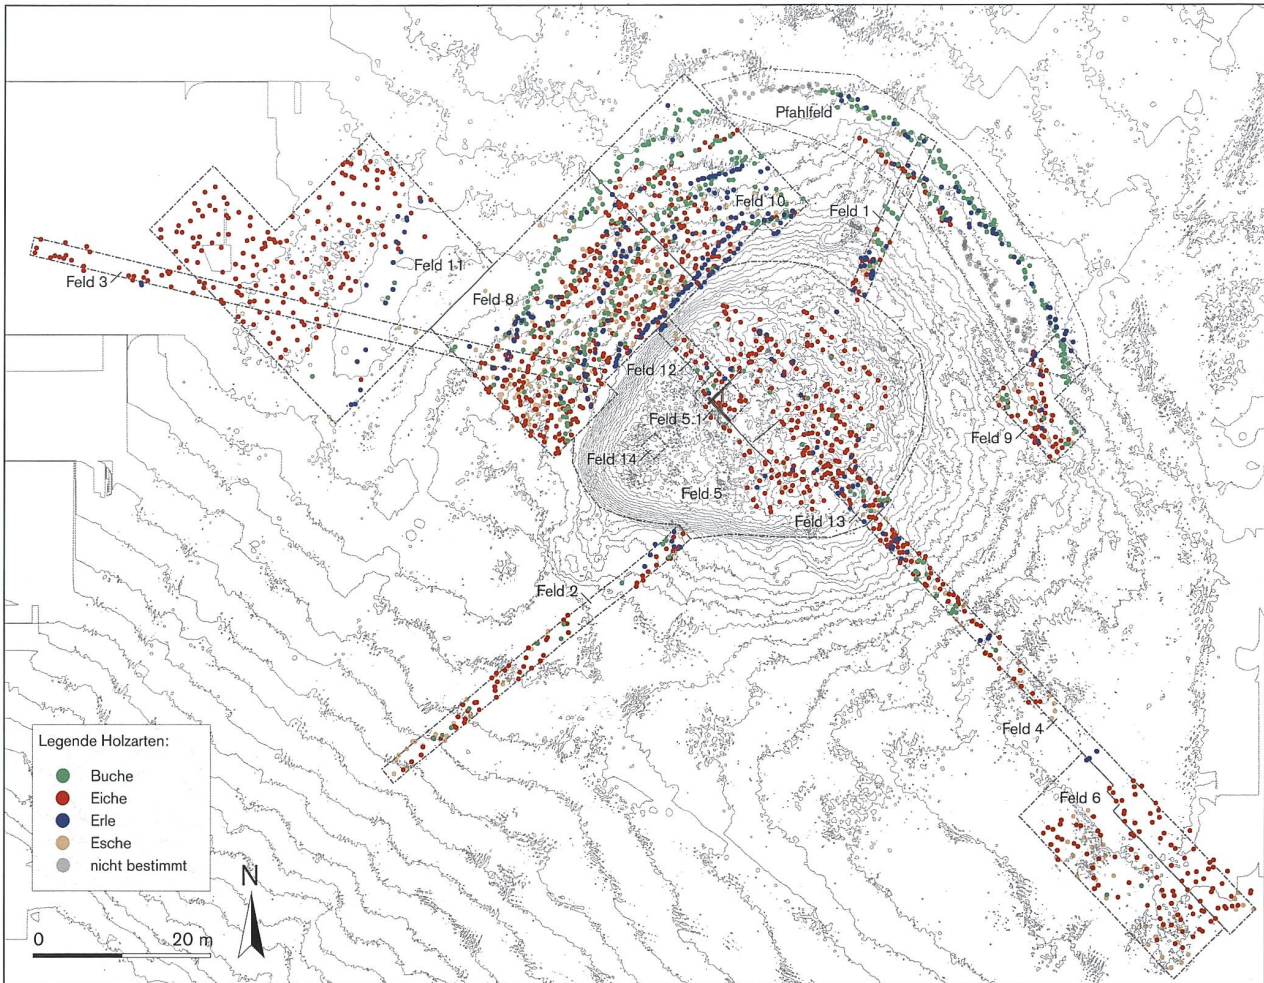 Pfahlfeld
Feld 10
Feld 1
Feld 11
Feld 3
Feld 8
Feld 12
Feld 5.1
Feld 9
Feld 14
Feld 5
Feld 13
Feld 2
Feld 4
Feld 6
Legende Holzarten:
Buche
Eiche
Erle
Esche
nicht bestimmt
N
0 20 m